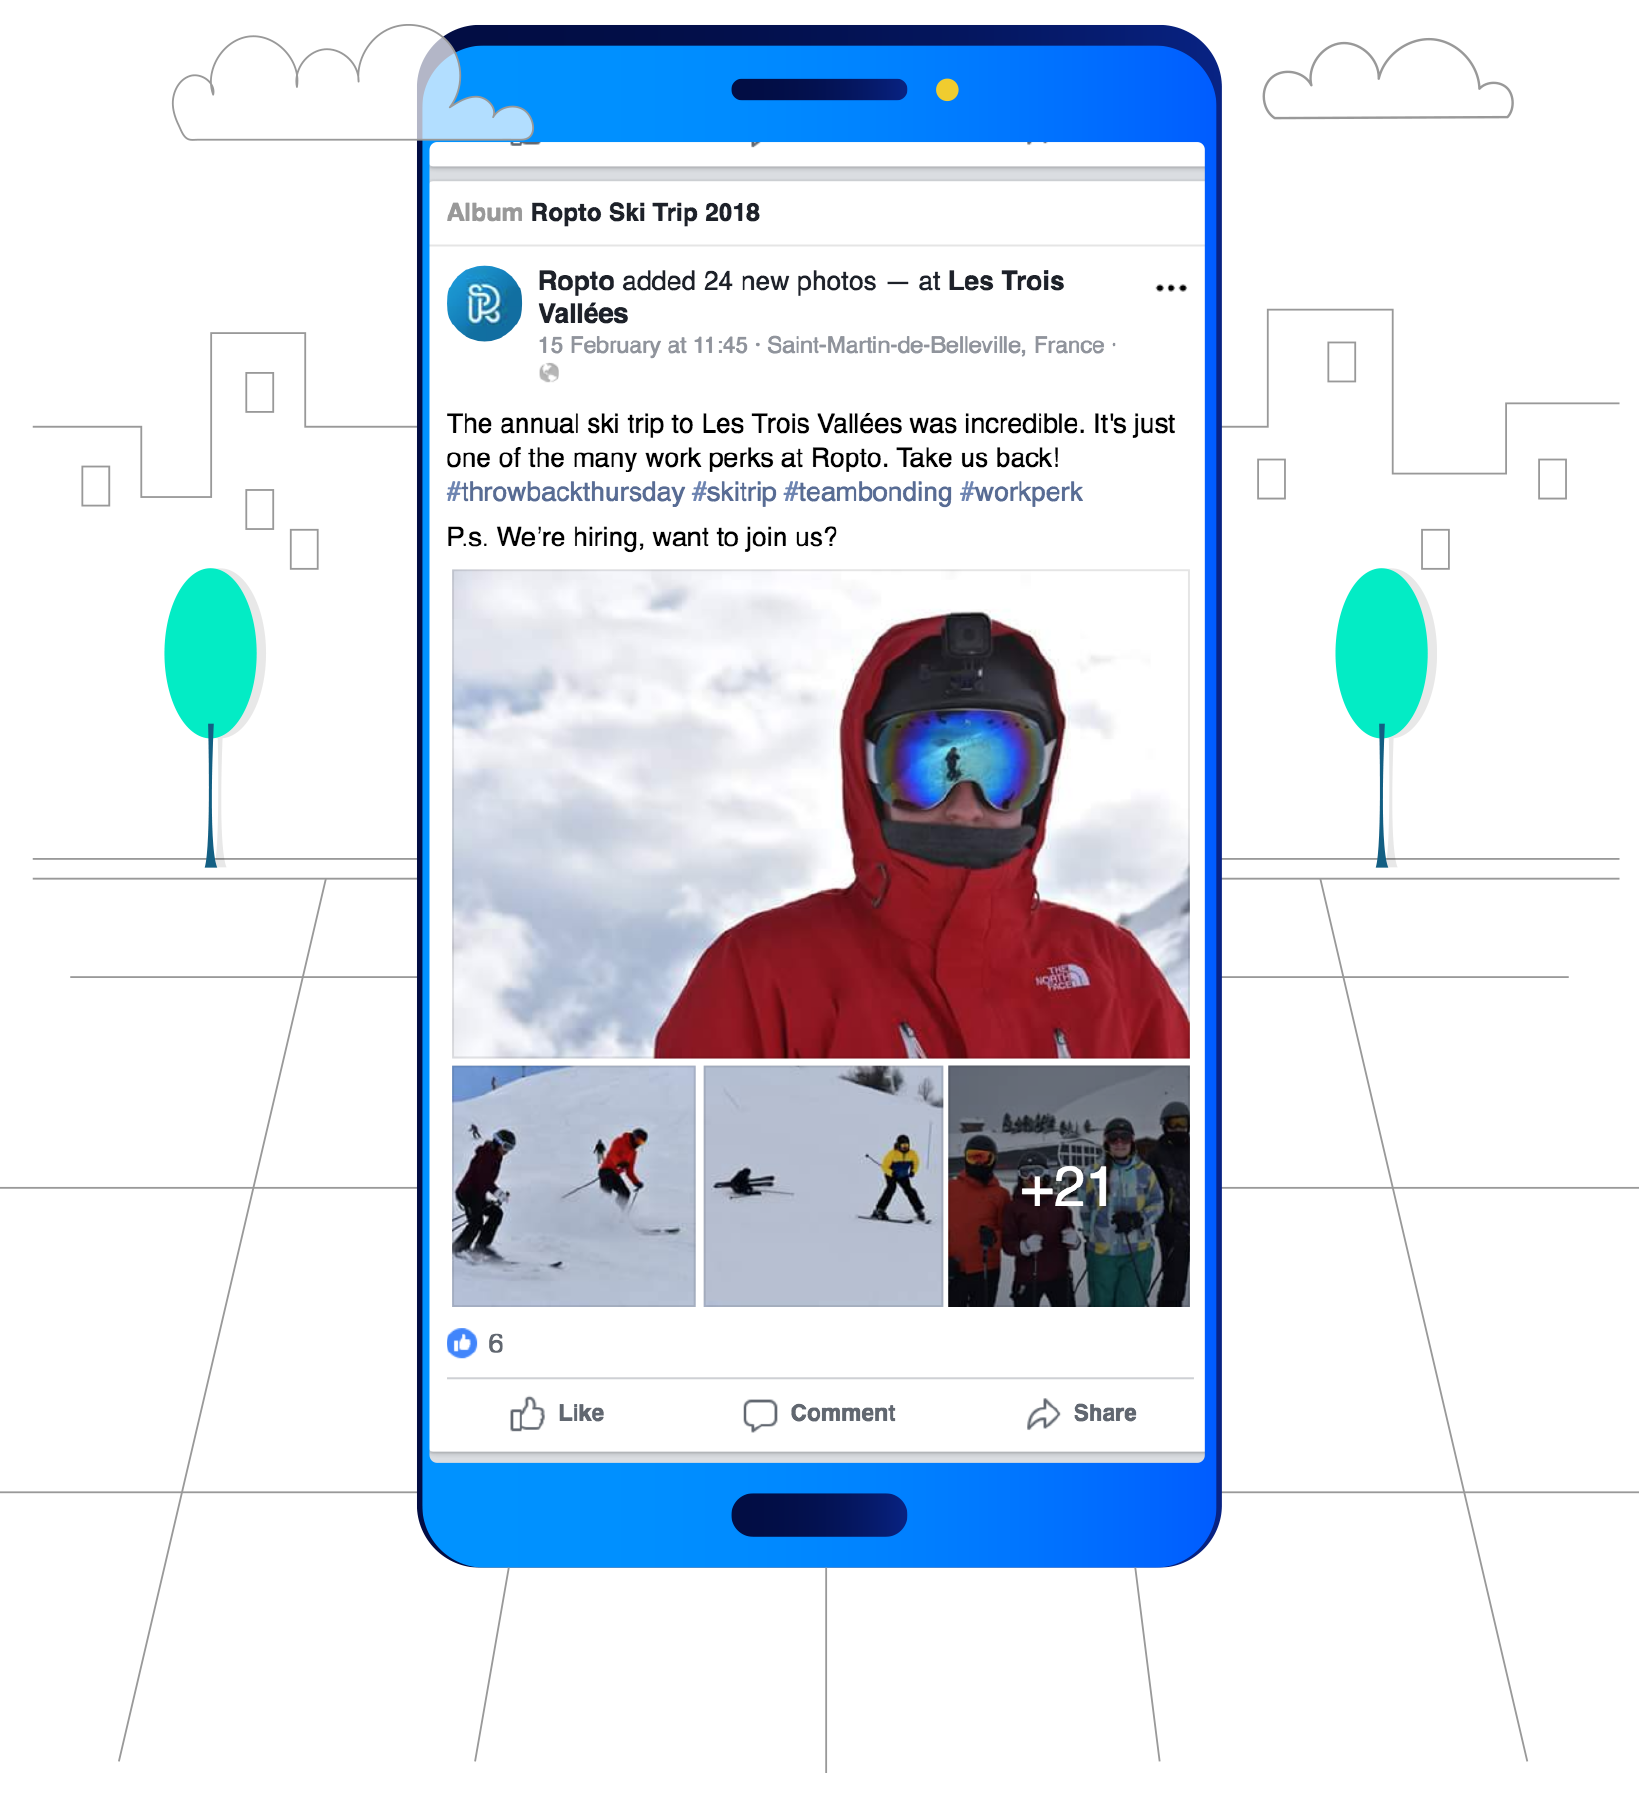 Album Ropto Ski Trip 2018
Ropto added 24 new photos — at Les Trois
Vallées
15 February at 11:45 · Saint-Martin-de-Belleville, France ·
The annual ski trip to Les Trois Vallées was incredible. It's just
one of the many work perks at Ropto. Take us back!
#throwbackthursday #skitrip #teambonding #workperk
P.s. We’re hiring, want to join us?
THE
NORTH
FACE
+21
6
Like Comment Share